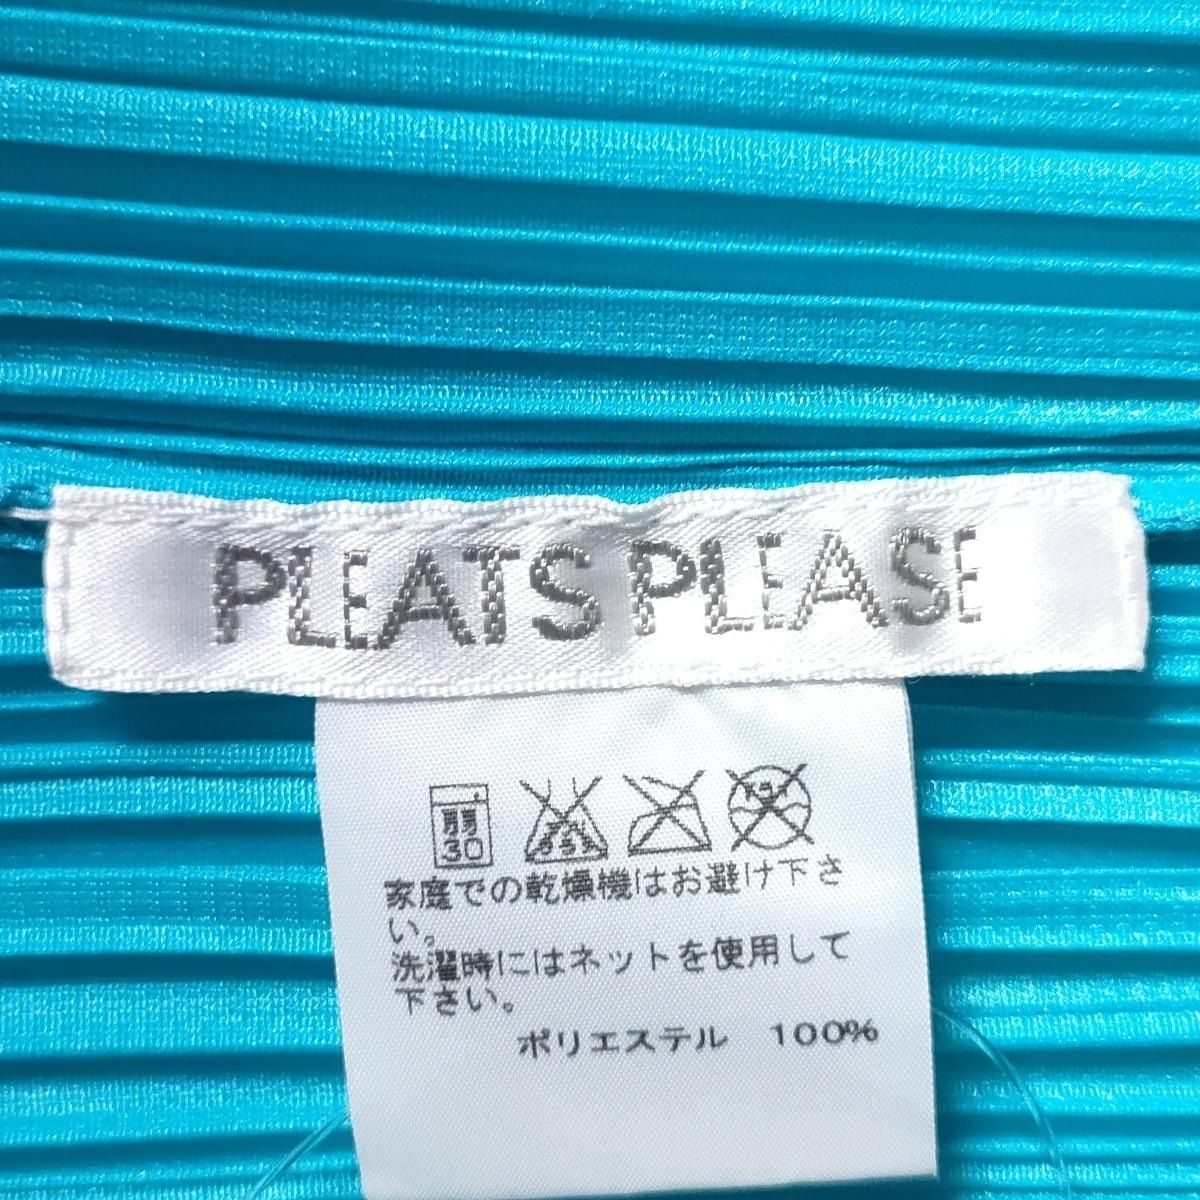 PLEATS PLEASE
弱
30
家庭での乾燥機はお避け下さ
い。
洗濯時にはネットを使用して
下さい。
ポリエステル 100%